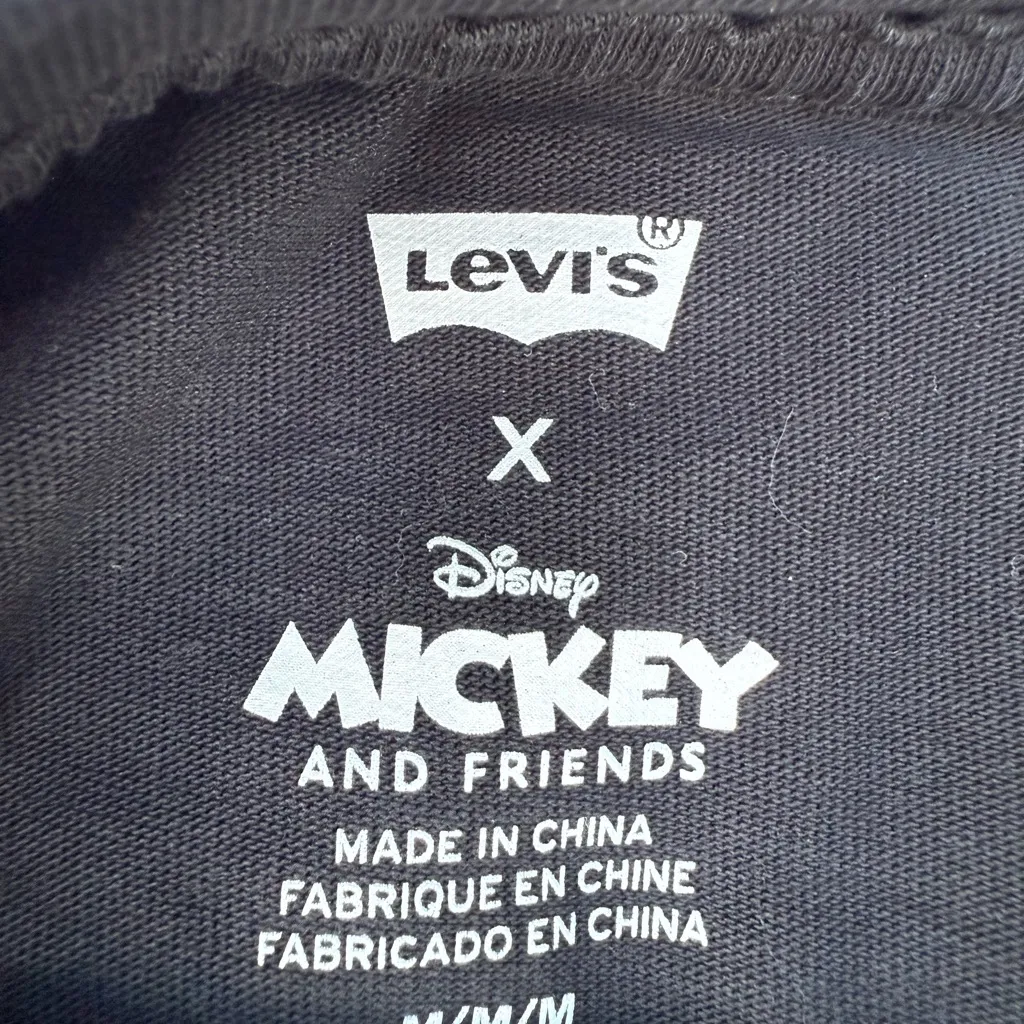 Levi's®
X
Disney
MICKEY
AND FRIENDS
MADE IN CHINA
FABRIQUE EN CHINE
FABRICADO EN CHINA
M/M/M